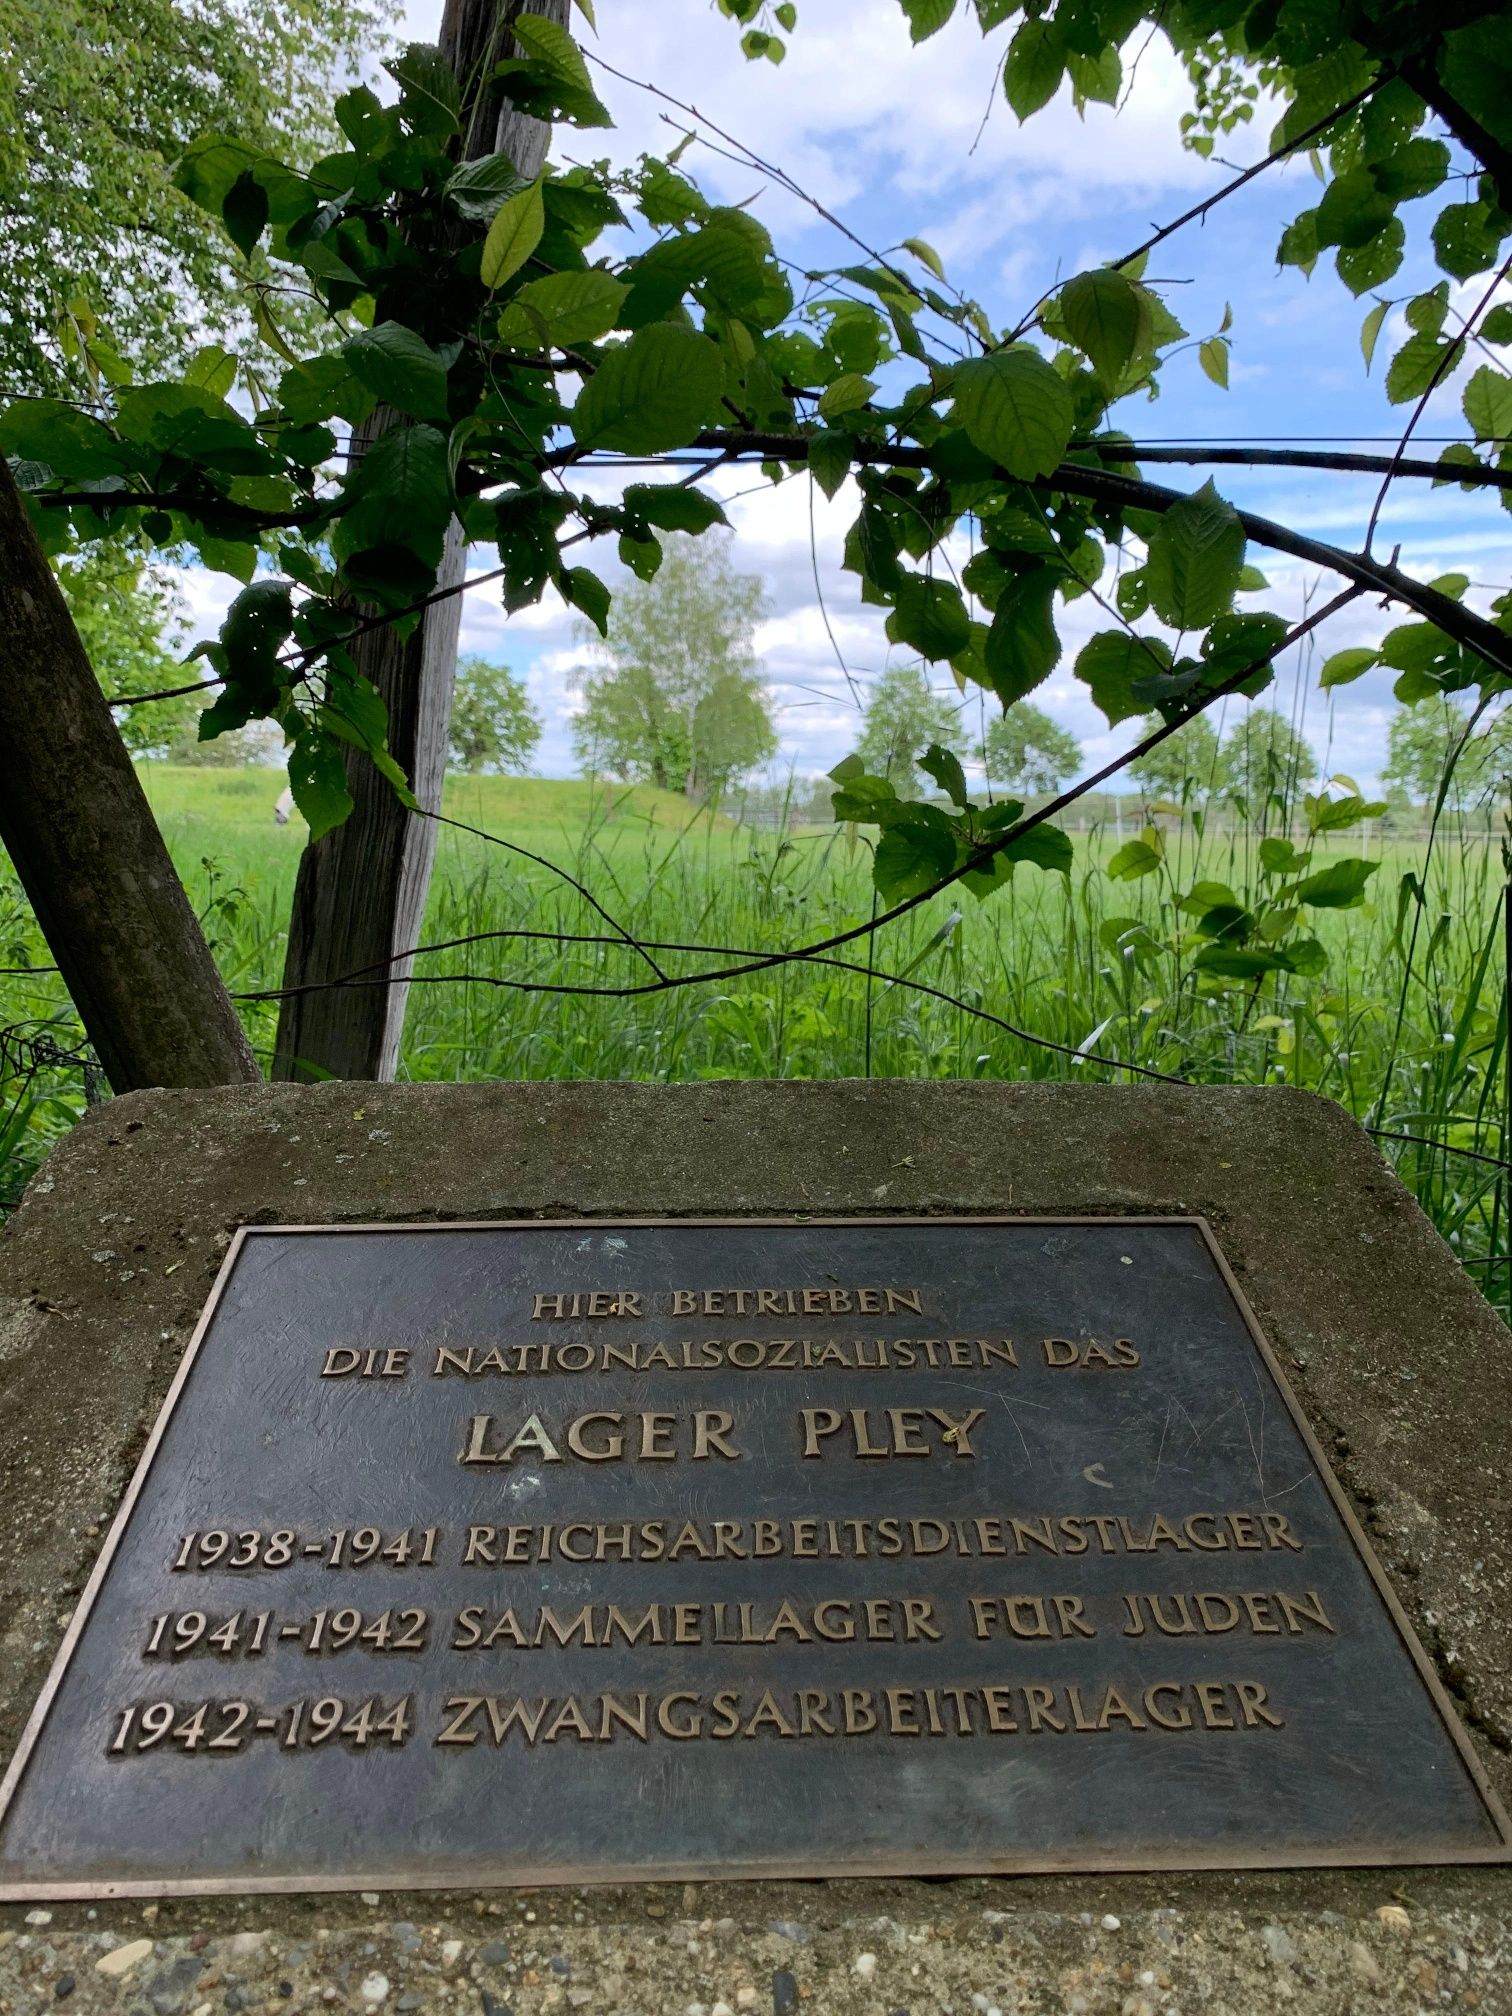 HIER BETRIEBEN
DIE NATIONALSOZIALISTEN DAS
LAGER PLEY
1938-1941 REICHSARBEITSDIENSTLAGER
1941-1942 SAMMELLAGER FÜR JUDEN
1942-1944 ZWANGSARBEITERLAGER